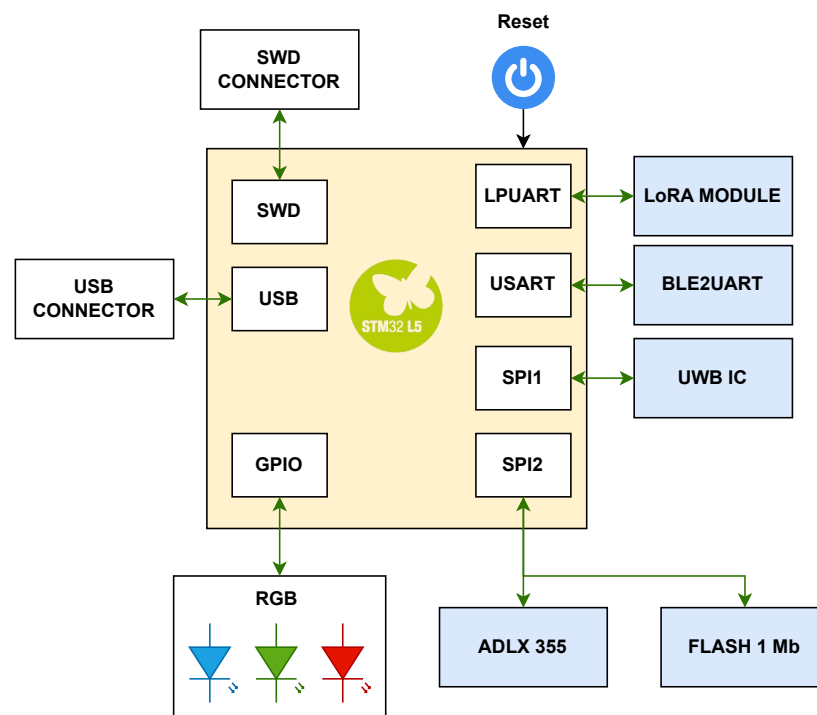 Reset
SWD
CONNECTOR
SWD
LPUART
LoRA MODULE
USB
CONNECTOR
USB
USART
BLE2UART
STM32 L5
SPI1
UWB IC
GPIO
SPI2
RGB
ADLX 355
FLASH 1 Mb